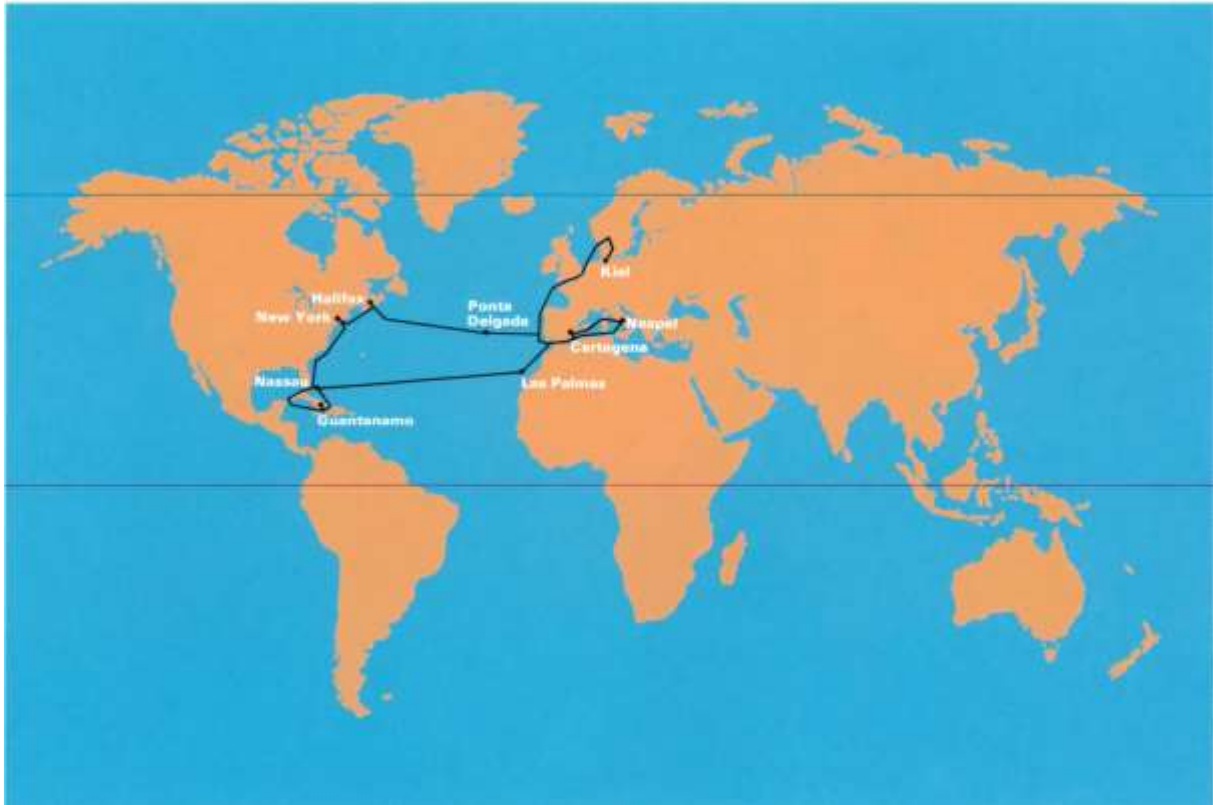 Kiel
Halifax
New York
Ponta
Delgada
Neapel
Cartagena
Nassau
Las Palmas
Guantanamo